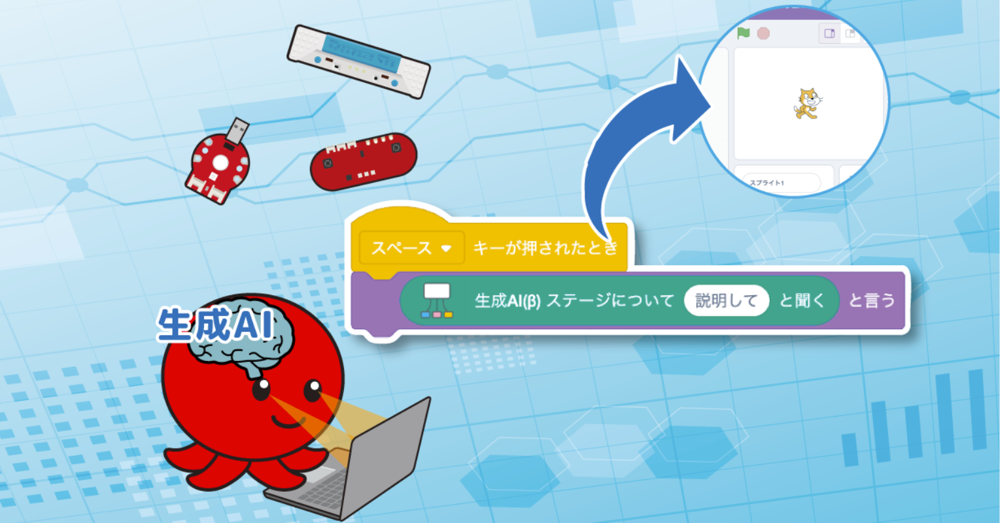 スプライト1
スペース キーが押されたとき
生成AI(β) ステージについて 説明して と聞く と言う
生成AI